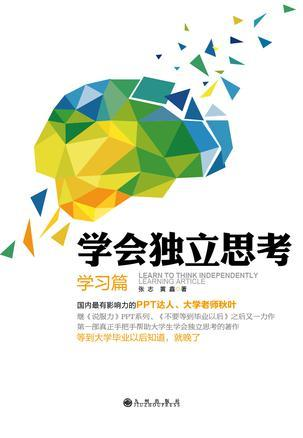 学会独立思考
学习篇
LEARN TO THINK INDEPENDENTLY
LEARNING ARTICLE
张 志 黄 鑫 著
国内最有影响力的PPT达人、大学老师秋叶
继《说服力》PPT系列、《不要等到毕业以后》之后又一力作
第一部真正手把手帮助大学生学会独立思考的著作
等到大学毕业以后知道，就晚了
九州出版社
JIUZHOUPRESS